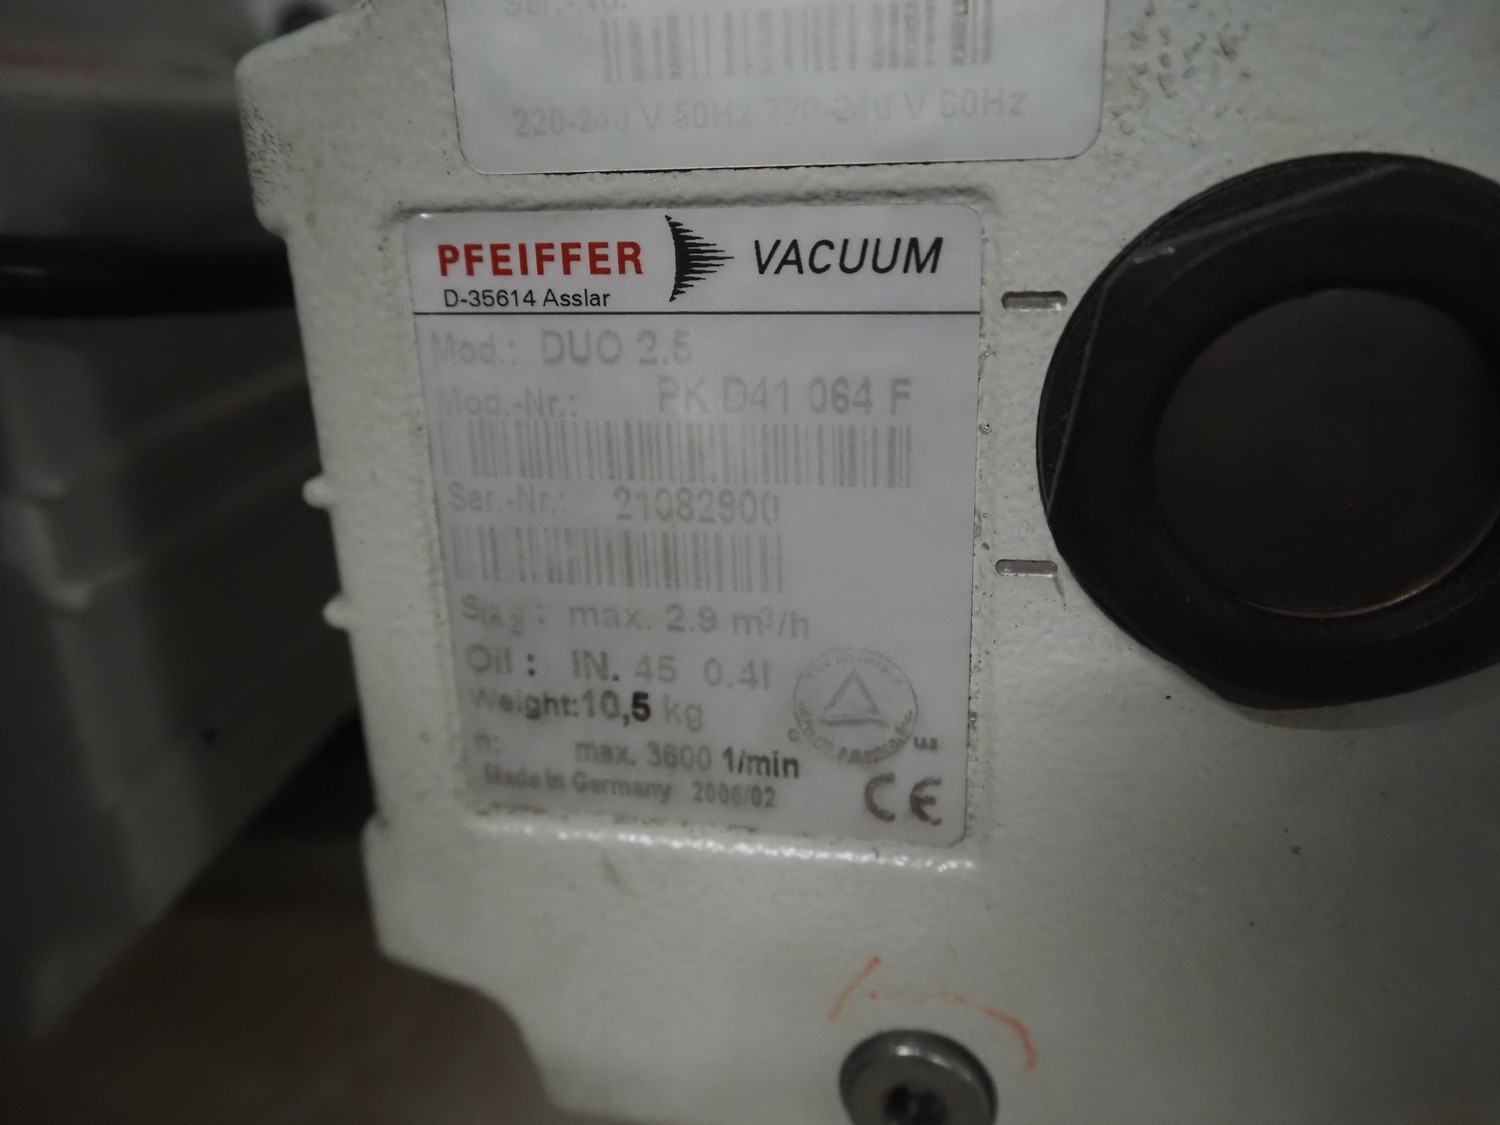 Ser.-No.
220-240 V 50Hz 220-240 V 60Hz
PFEIFFER VACUUM
D-35614 Asslar
Mod.: DUO 2.5
Mod.-Nr.: PK D41 064 F
Ser.-Nr.: 21082900
max. 2.9 m³/h
Oil : IN. 45 0.4l
Weight:10,5 kg
n: max. 3600 1/min
Made in Germany 2006/02
CE